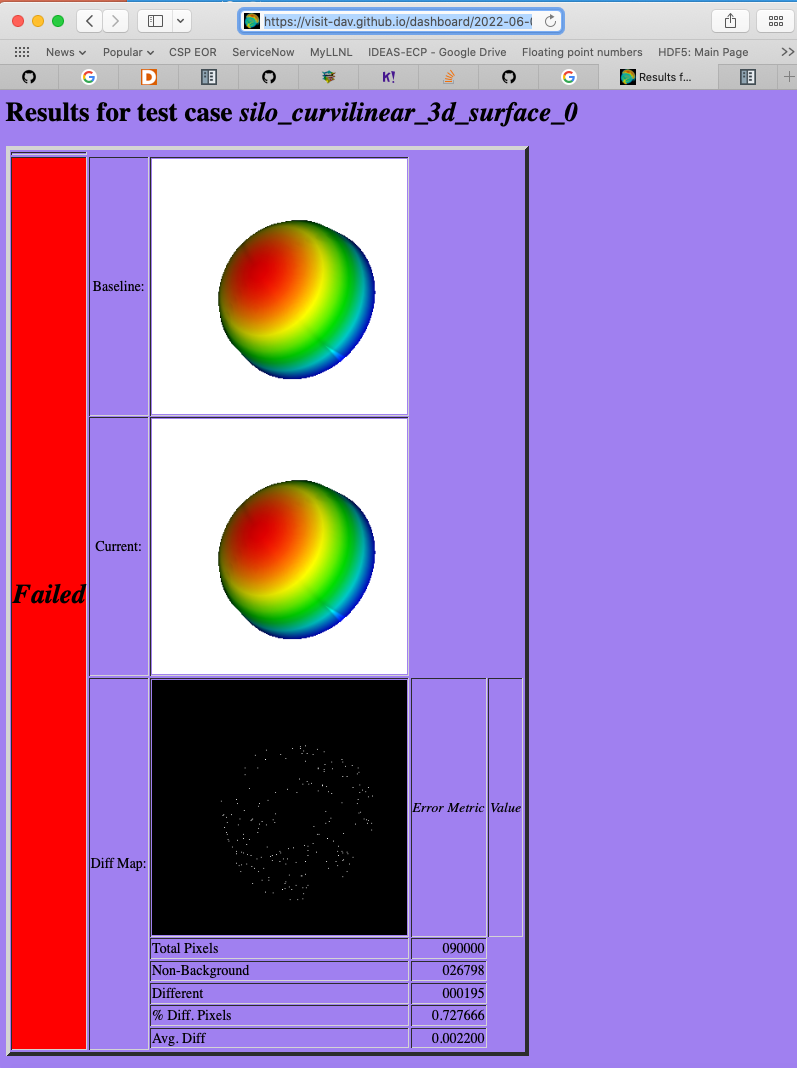 https://visit-dav.github.io/dashboard/2022-06-
News Popular CSP EOR ServiceNow MyLLNL IDEAS-ECP - Google Drive Floating point numbers HDF5: Main Page >>
G D K! G Results f... +
Results for test case silo_curvilinear_3d_surface_0
Baseline:
Current:
Failed
Diff Map: Error Metric Value
Total Pixels 090000
Non-Background 026798
Different 000195
% Diff. Pixels 0.727666
Avg. Diff 0.002200